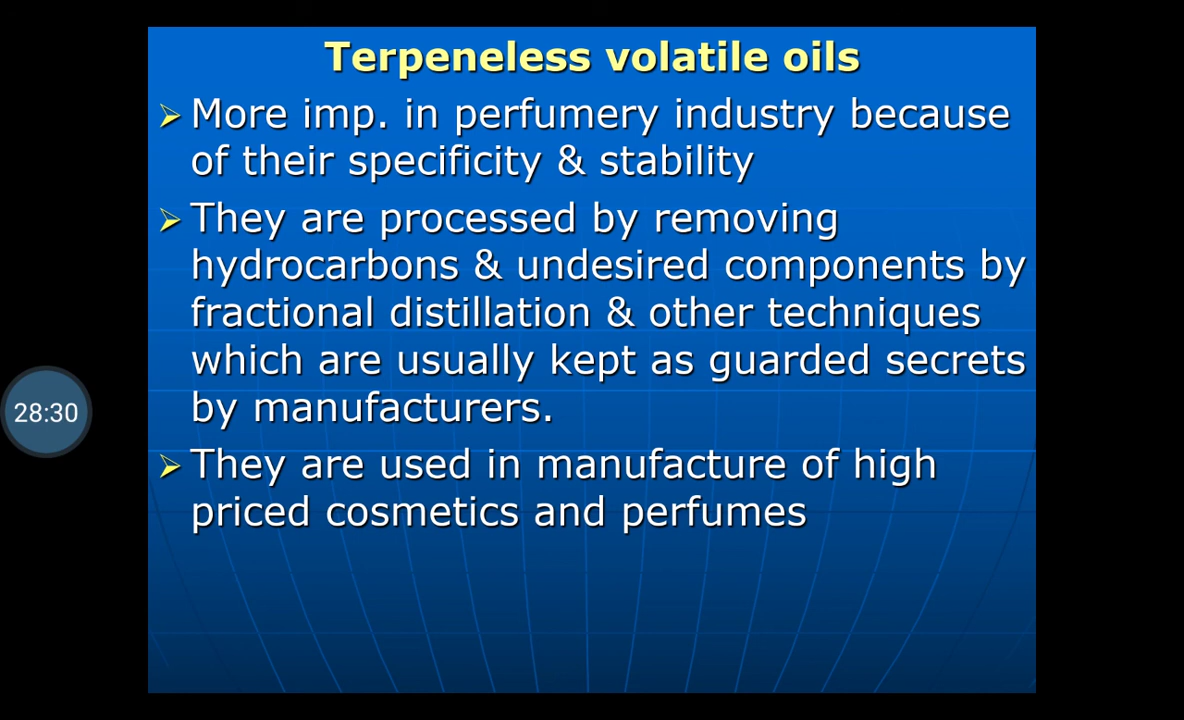 Terpeneless volatile oils
➢ More imp. in perfumery industry because
of their specificity & stability
➢ They are processed by removing
hydrocarbons & undesired components by
fractional distillation & other techniques
which are usually kept as guarded secrets
by manufacturers.
28:30
➢ They are used in manufacture of high
priced cosmetics and perfumes